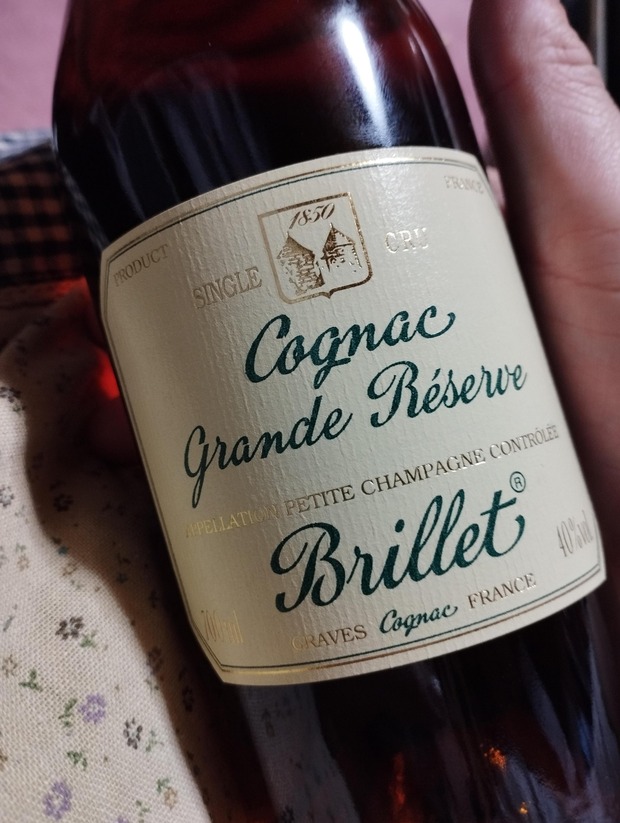 PRODUCT
FRANCE
1850
SINGLE CRU
Cognac
Grande Réserve
APPELLATION PETITE CHAMPAGNE CONTRÔLÉE
Brillet®
700ml
40%vol
GRAVES Cognac FRANCE